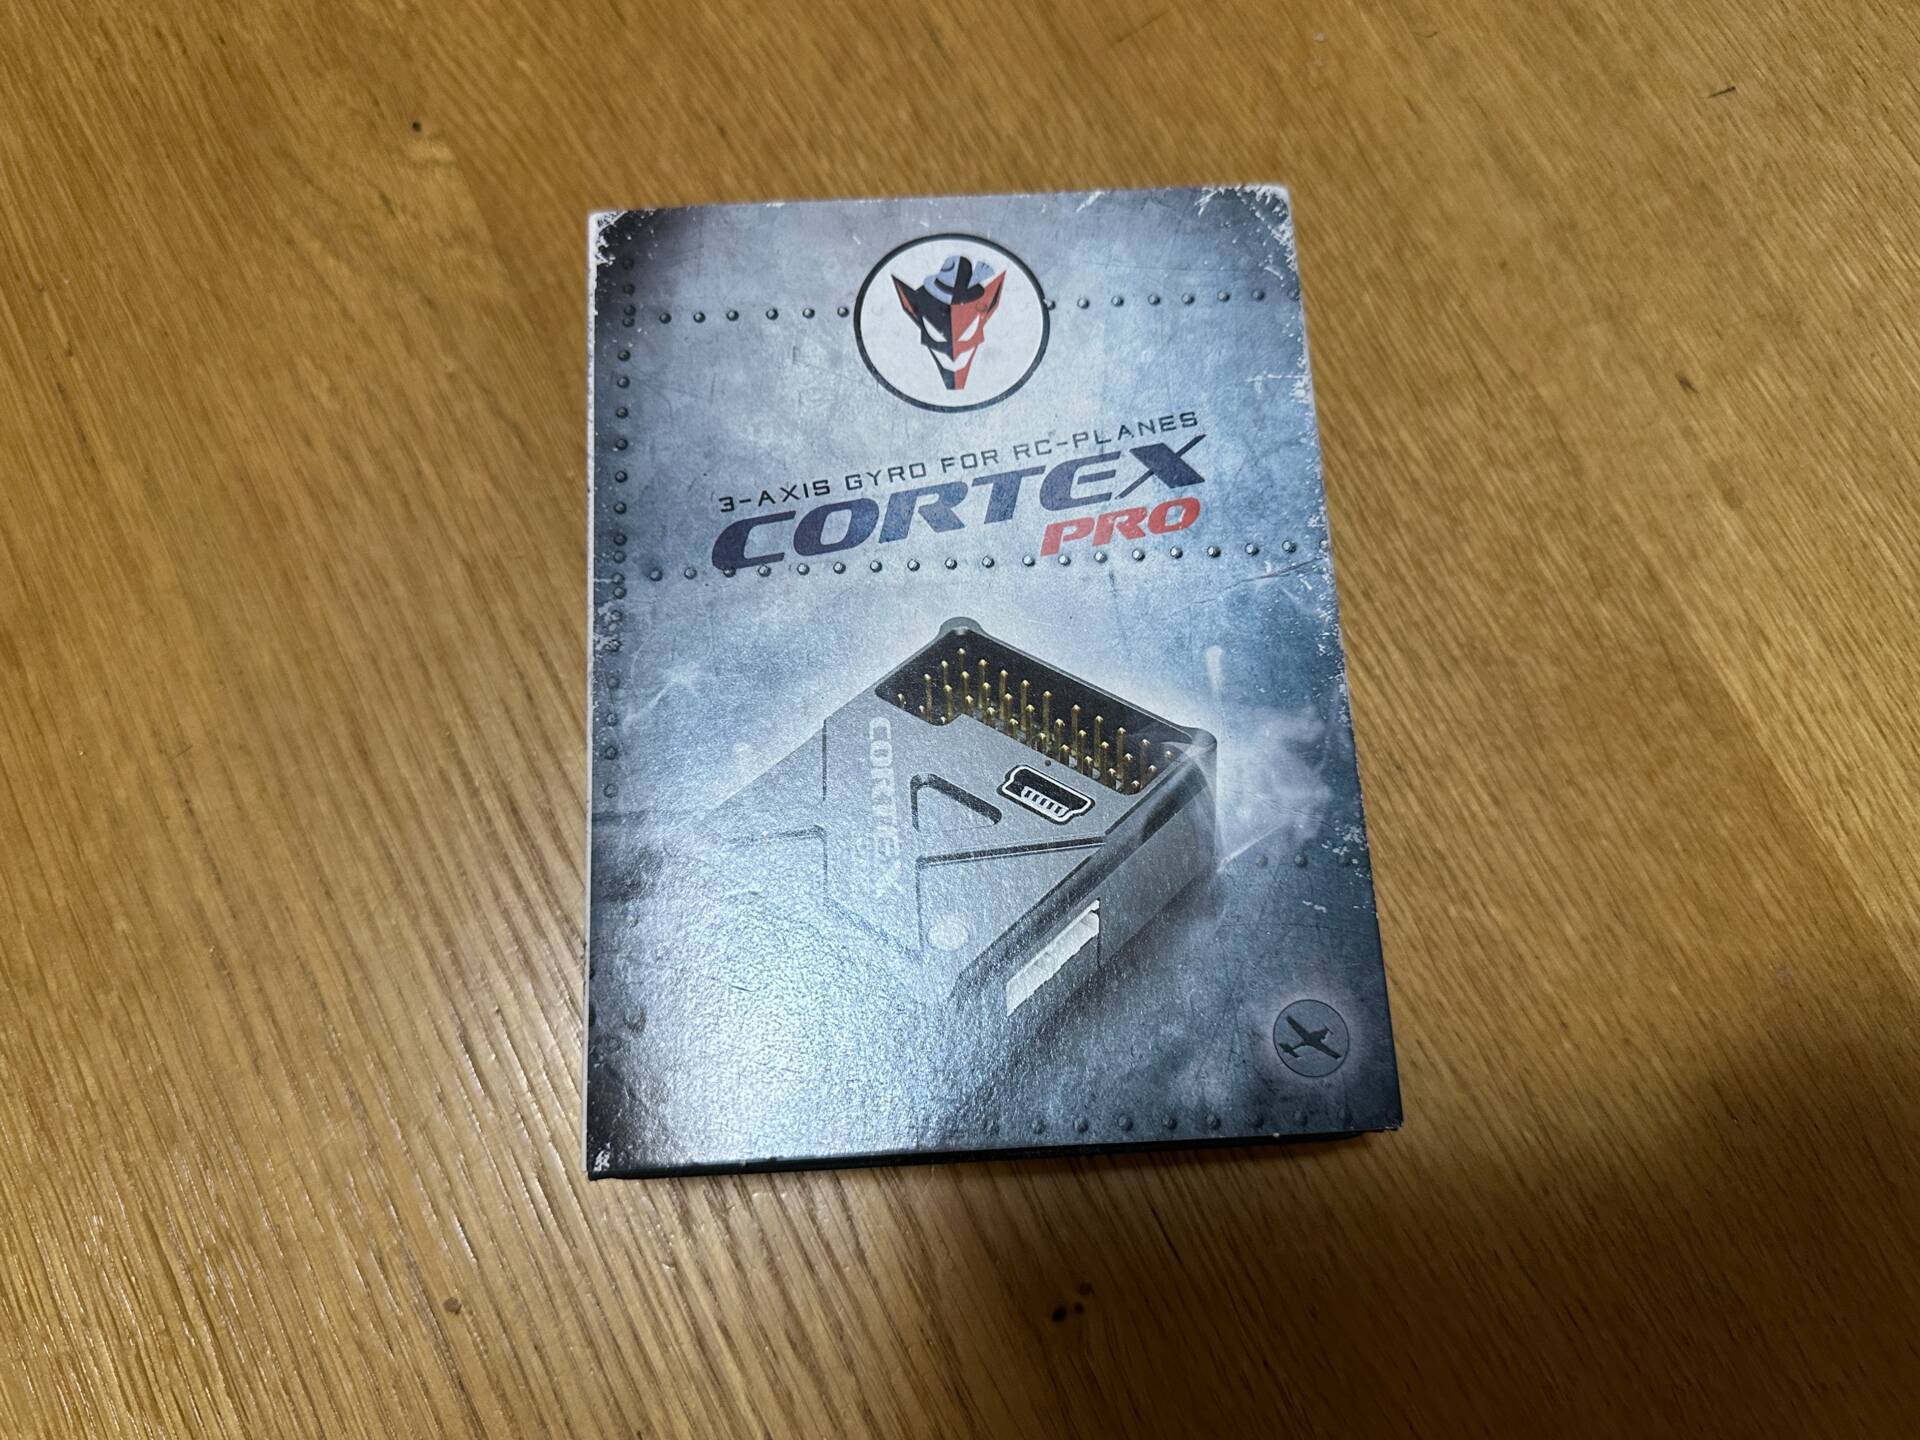 3-AXIS GYRO FOR RC-PLANES
CORTEX
PRO
CORTEX